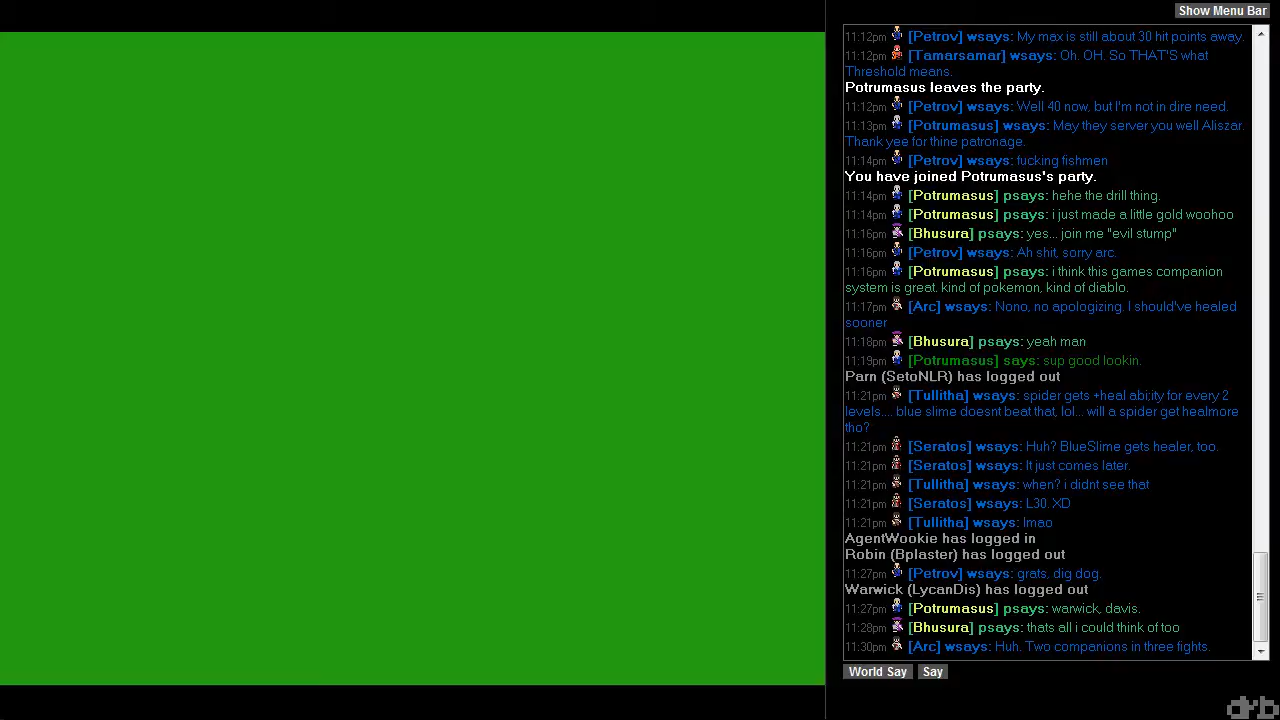 Show Menu Bar
11:12pm [Petrov] wsays: My max is still about 30 hit points away.
11:12pm [Tamarsamar] wsays: Oh. OH. So THAT'S what
Threshold means.
Potrumasus leaves the party.
11:12pm [Petrov] wsays: Well 40 now, but I'm not in dire need.
11:13pm [Potrumasus] wsays: May they server you well Aliszar.
Thank yee for thine patronage.
11:14pm [Petrov] wsays: fucking fishmen
You have joined Potrumasus's party.
11:14pm [Potrumasus] psays: hehe the drill thing.
11:14pm [Potrumasus] psays: i just made a little gold woohoo
11:16pm [Bhusura] psays: yes... join me "evil stump"
11:16pm [Petrov] wsays: Ah shit, sorry arc.
11:16pm [Potrumasus] psays: i think this games companion
system is great. kind of pokemon, kind of diablo.
11:17pm [Arc] wsays: Nono, no apologizing. I should've healed
sooner
11:18pm [Bhusura] psays: yeah man
11:19pm [Potrumasus] says: sup good lookin.
Parn (SetoNLR) has logged out
11:21pm [Tullitha] wsays: spider gets +heal abi;ity for every 2
levels.... blue slime doesnt beat that, lol... will a spider get healmore
tho?
11:21pm [Seratos] wsays: Huh? BlueSlime gets healer, too.
11:21pm [Seratos] wsays: It just comes later.
11:21pm [Tullitha] wsays: when? i didnt see that
11:21pm [Seratos] wsays: L30. XD
11:21pm [Tullitha] wsays: lmao
AgentWookie has logged in
Robin (Bplaster) has logged out
11:27pm [Petrov] wsays: grats, dig dog.
Warwick (LycanDis) has logged out
11:27pm [Potrumasus] psays: warwick, davis.
11:28pm [Bhusura] psays: thats all i could think of too
11:30pm [Arc] wsays: Huh. Two companions in three fights.
World Say Say